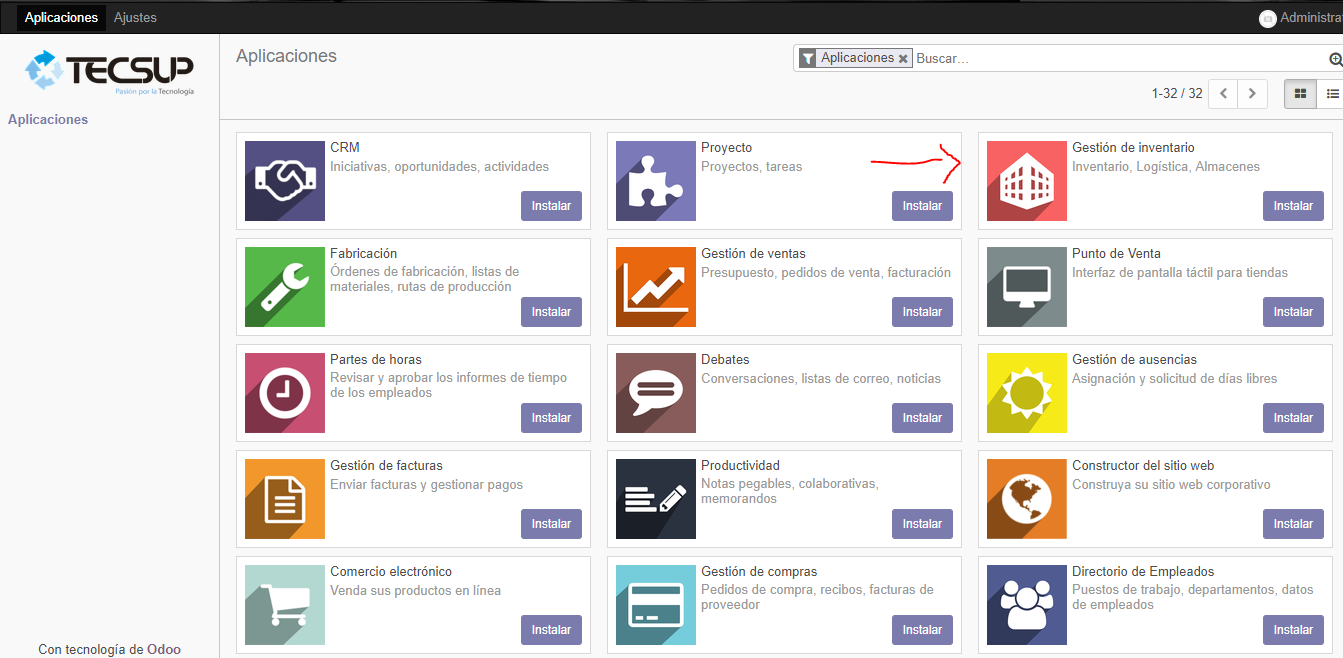 Aplicaciones Ajustes
Administra
TECSUP
Pasión por la Tecnología
Aplicaciones
Con tecnología de Odoo
Aplicaciones
Aplicaciones Buscar...
1-32 / 32
CRM
Iniciativas, oportunidades, actividades
Instalar
Proyecto
Proyectos, tareas
Instalar
Gestión de inventario
Inventario, Logística, Almacenes
Instalar
Fabricación
Órdenes de fabricación, listas de
materiales, rutas de producción
Instalar
Gestión de ventas
Presupuesto, pedidos de venta, facturación
Instalar
Punto de Venta
Interfaz de pantalla táctil para tiendas
Instalar
Partes de horas
Revisar y aprobar los informes de tiempo
de los empleados
Instalar
Debates
Conversaciones, listas de correo, noticias
Instalar
Gestión de ausencias
Asignación y solicitud de días libres
Instalar
Gestión de facturas
Enviar facturas y gestionar pagos
Instalar
Productividad
Notas pegables, colaborativas,
memorandos
Instalar
Constructor del sitio web
Construya su sitio web corporativo
Instalar
Comercio electrónico
Venda sus productos en línea
Instalar
Gestión de compras
Pedidos de compra, recibos, facturas de
proveedor
Instalar
Directorio de Empleados
Puestos de trabajo, departamentos, datos
de empleados
Instalar